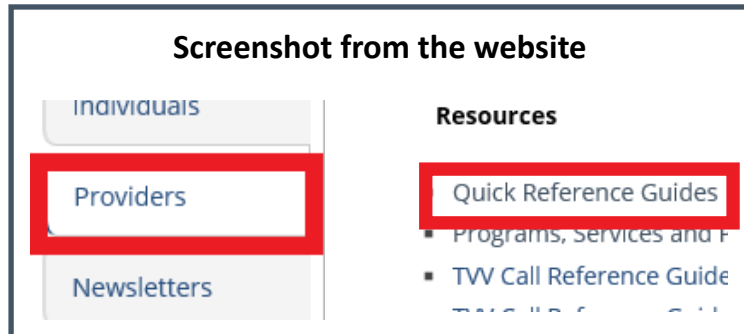 Screenshot from the website
Individuals
Providers
Newsletters
Resources
Quick Reference Guides
Programs, Services and
TVV Call Reference Guide